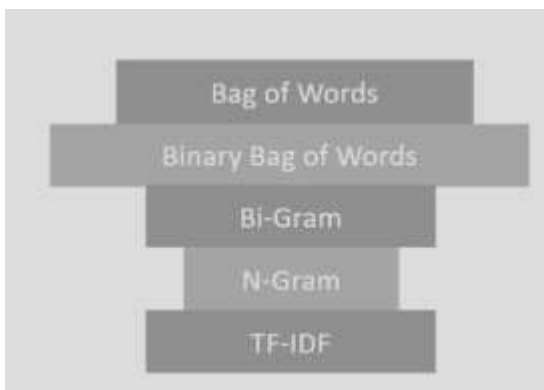 Bag of Words
Binary Bag of Words
Bi-Gram
N-Gram
TF-IDF